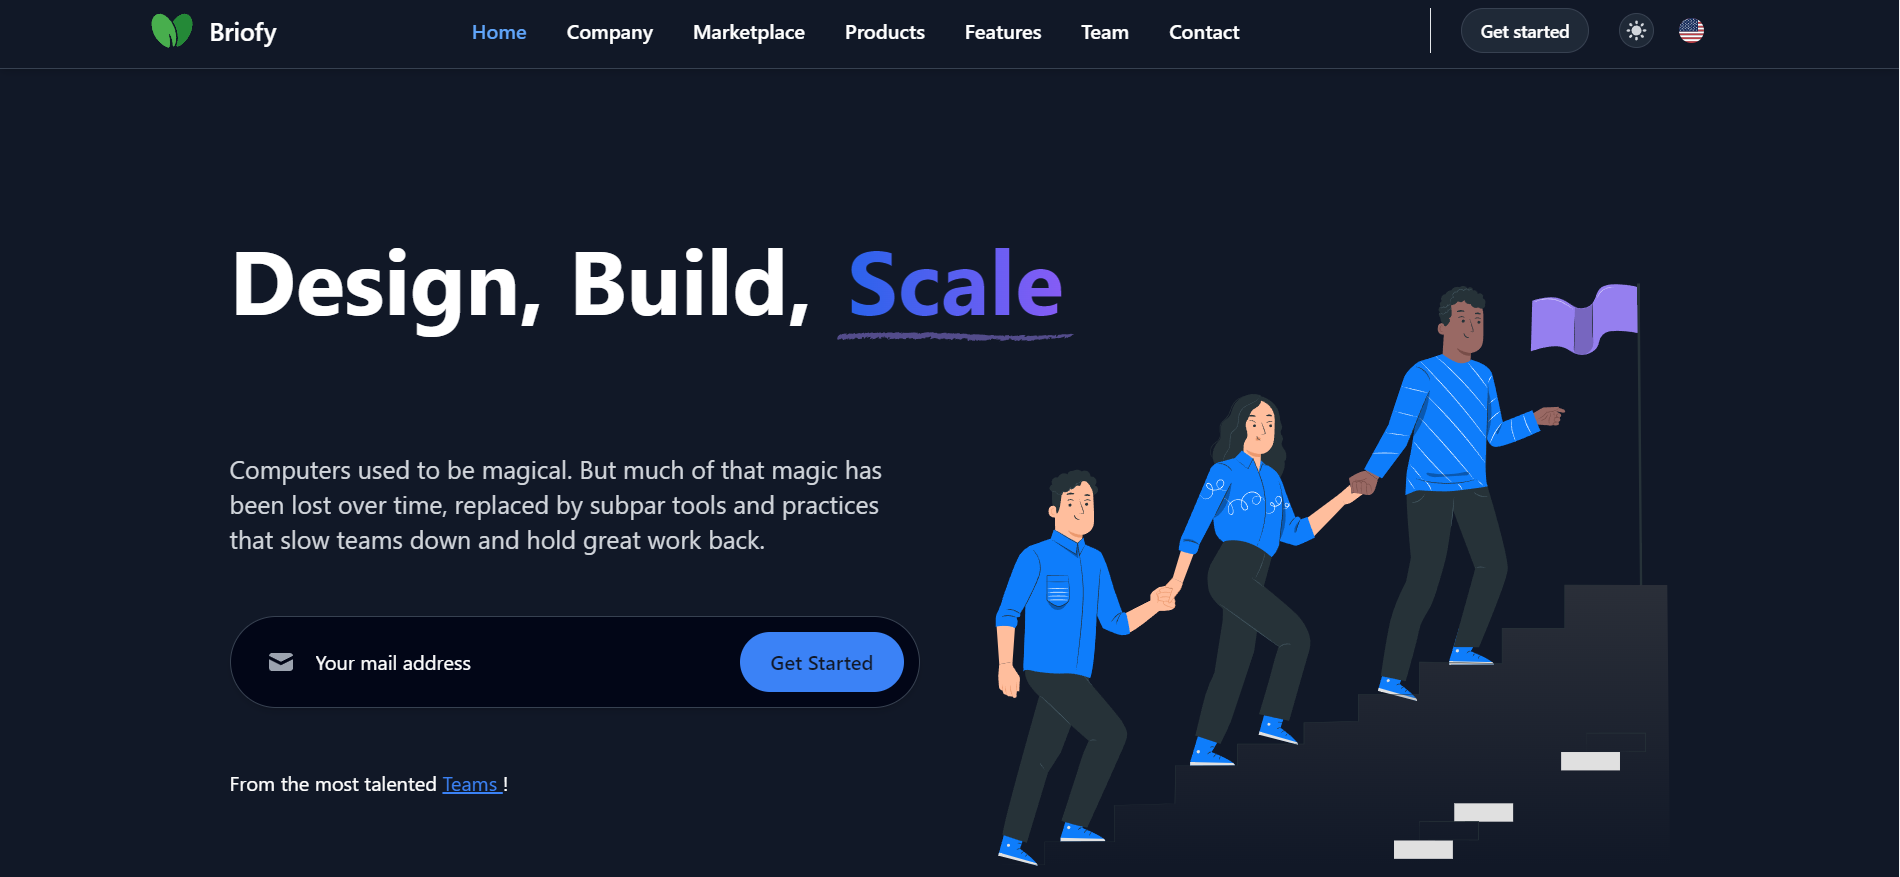 Briofy
Home Company Marketplace Products Features Team Contact
Get started
Design, Build, Scale
Computers used to be magical. But much of that magic has
been lost over time, replaced by subpar tools and practices
that slow teams down and hold great work back.
Your mail address
Get Started
From the most talented Teams !